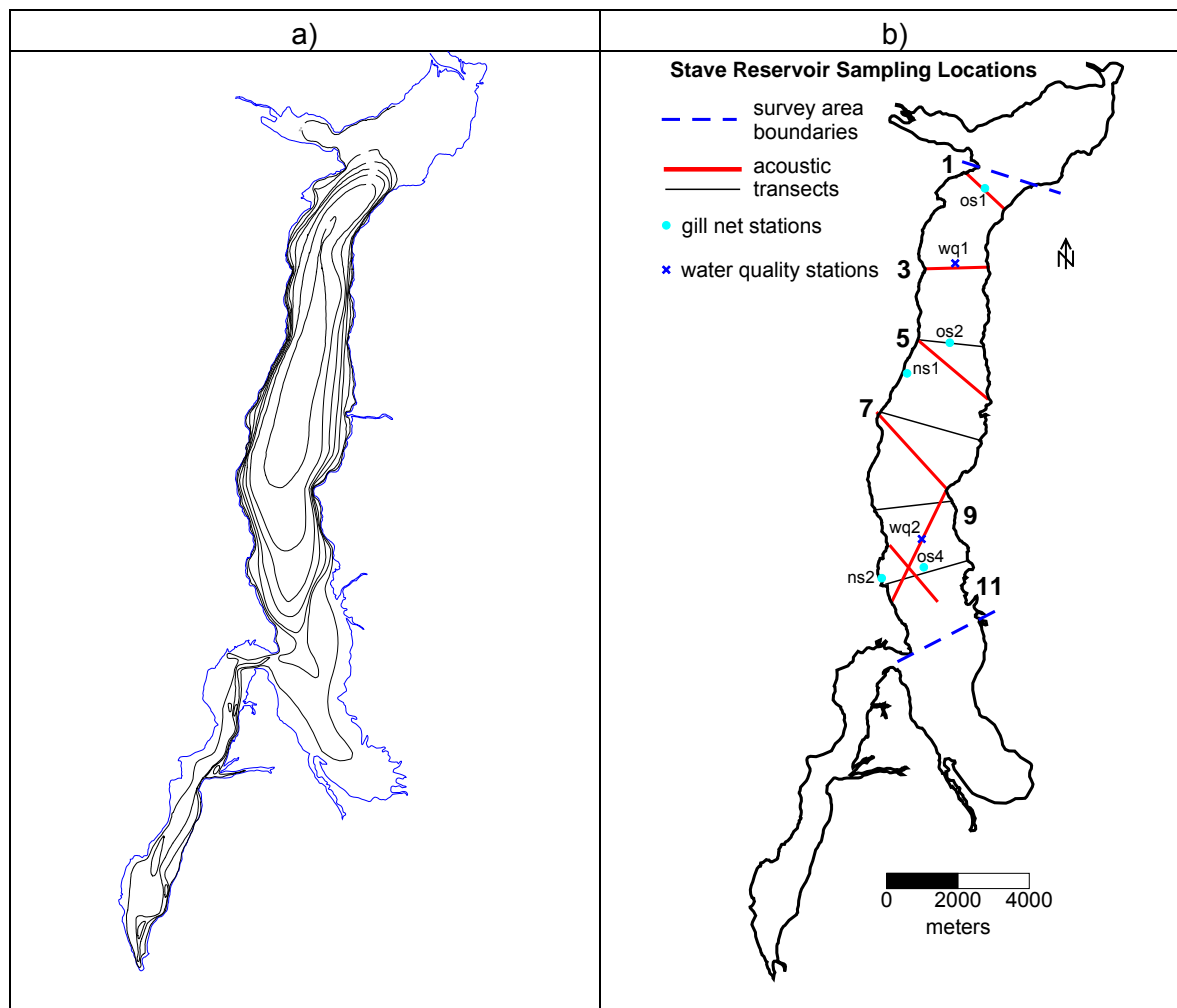 a)
b)
Stave Reservoir Sampling Locations
survey area
boundaries
acoustic
transects
gill net stations
water quality stations
1
os1
wq1
3
N
os2
5
ns1
7
9
wq2
os4
ns2
11
0 2000 4000
meters